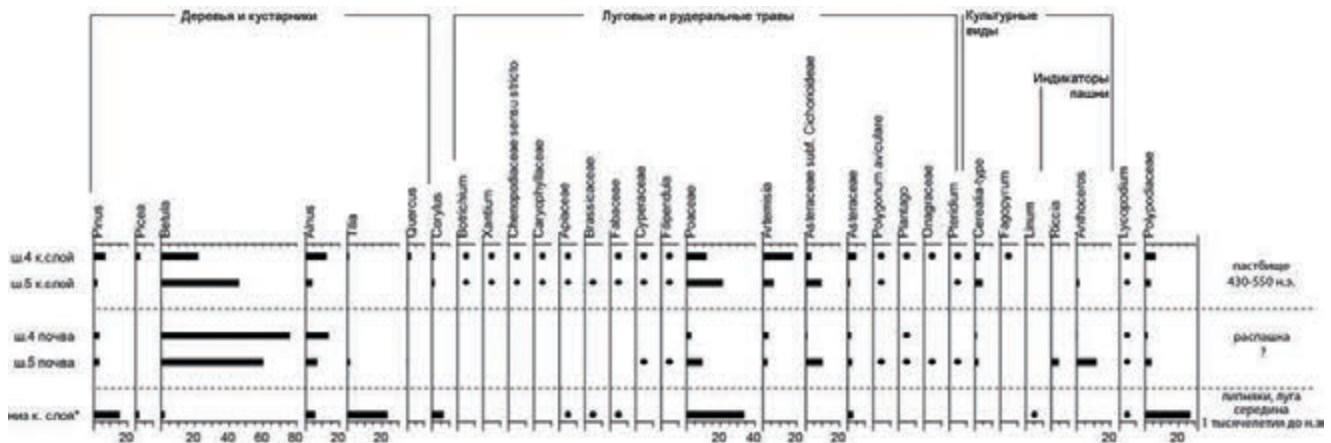 Деревья и кустарники
Луговые и рудеральные травы
Культурные
виды
Индикаторы
пашни
Pinus
Picea
Betula
Alnus
Tilia
Quercus
Corylus
Botrichium
Xantium
Chenopodiaceae sensu stricto
Caryophyllaceae
Apiaceae
Brassicaceae
Fabaceae
Cyperaceae
Filipendula
Poaceae
Artemisia
Asteraceae subf. Cichorioideae
Asteraceae
Polygonum aviculare
Plantago
Onagraceae
Pteridium
Cerealia-type
Fagopyrum
Linum
Riccia
Anthoceros
Lycopodium
Polypodiaceae
ш.4 к.слой
ш.5 к.слой
пастбище
430-550 н.э.
ш.4 почва
ш.5 почва
распашка
?
низ к. слоя*
липняки, луга
середина
1 тысячелетия до н.э
20 20 40 60 80 20 20 20 40 20 20 20